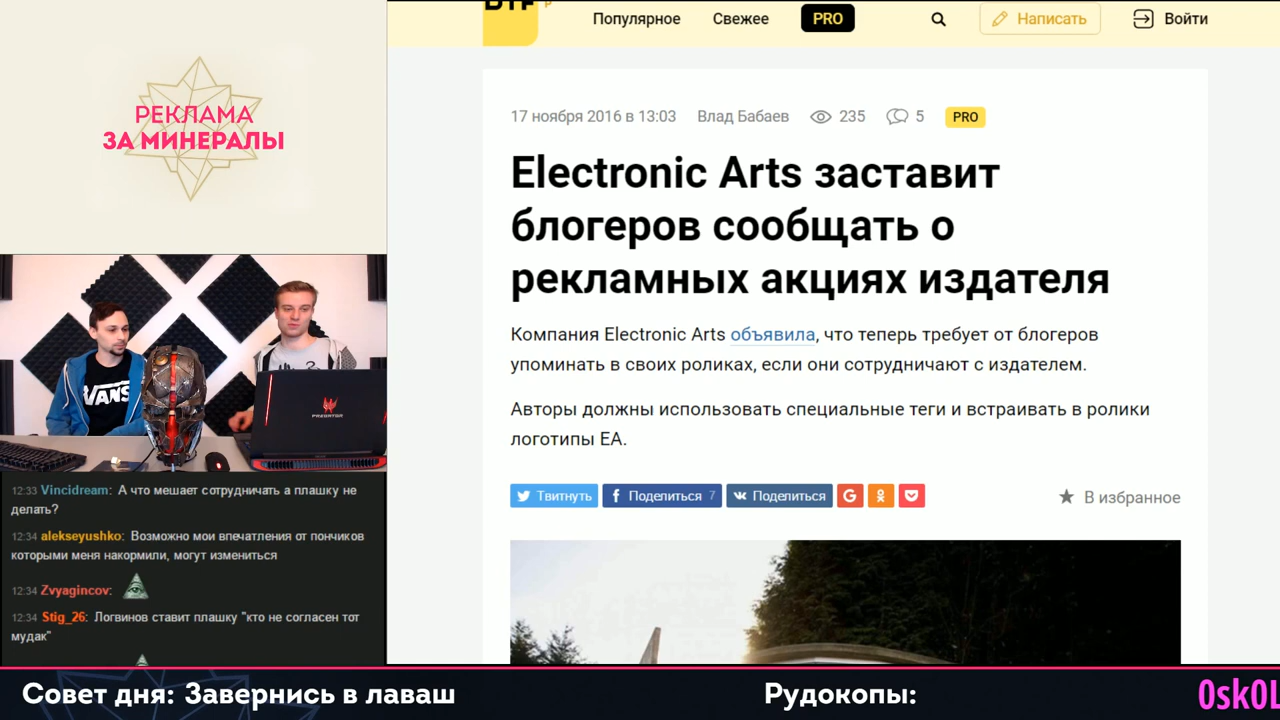 РЕКЛАМА
ЗА МИНЕРАЛЫ
VANS
PREDATOR
12:33 Vincidream: А что мешает сотрудничать а плашку не
делать?
12:34 alekseyushko: Возможно мои впечатления от пончиков
которыми меня накормили, могут измениться
12:34 Zvyagincov:
12:34 Stig_26: Логвинов ставит плашку "кто не согласен тот
мудак"
Популярное Свежее PRO Написать Войти
17 ноября 2016 в 13:03 Влад Бабаев 235 5 PRO
Electronic Arts заставит
блогеров сообщать о
рекламных акциях издателя
Компания Electronic Arts объявила, что теперь требует от блогеров
упоминать в своих роликах, если они сотрудничают с издателем.
Авторы должны использовать специальные теги и встраивать в ролики
логотипы EA.
Твитнуть Поделиться 7 Поделиться В избранное
Совет дня: Завернись в лаваш Рудокопы: